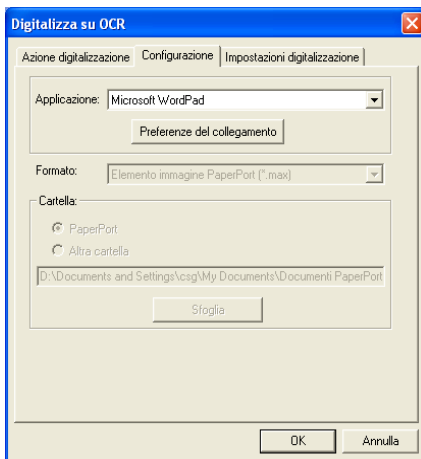 Digitalizza su OCR
Azione digitalizzazione Configurazione Impostazioni digitalizzazione
Applicazione: Microsoft WordPad
Preferenze del collegamento
Formato: Elemento immagine PaperPort (*.max)
Cartella:
PaperPort
Altra cartella
D:\Documents and Settings\csg\My Documents\Documenti PaperPort
Sfoglia
OK Annulla